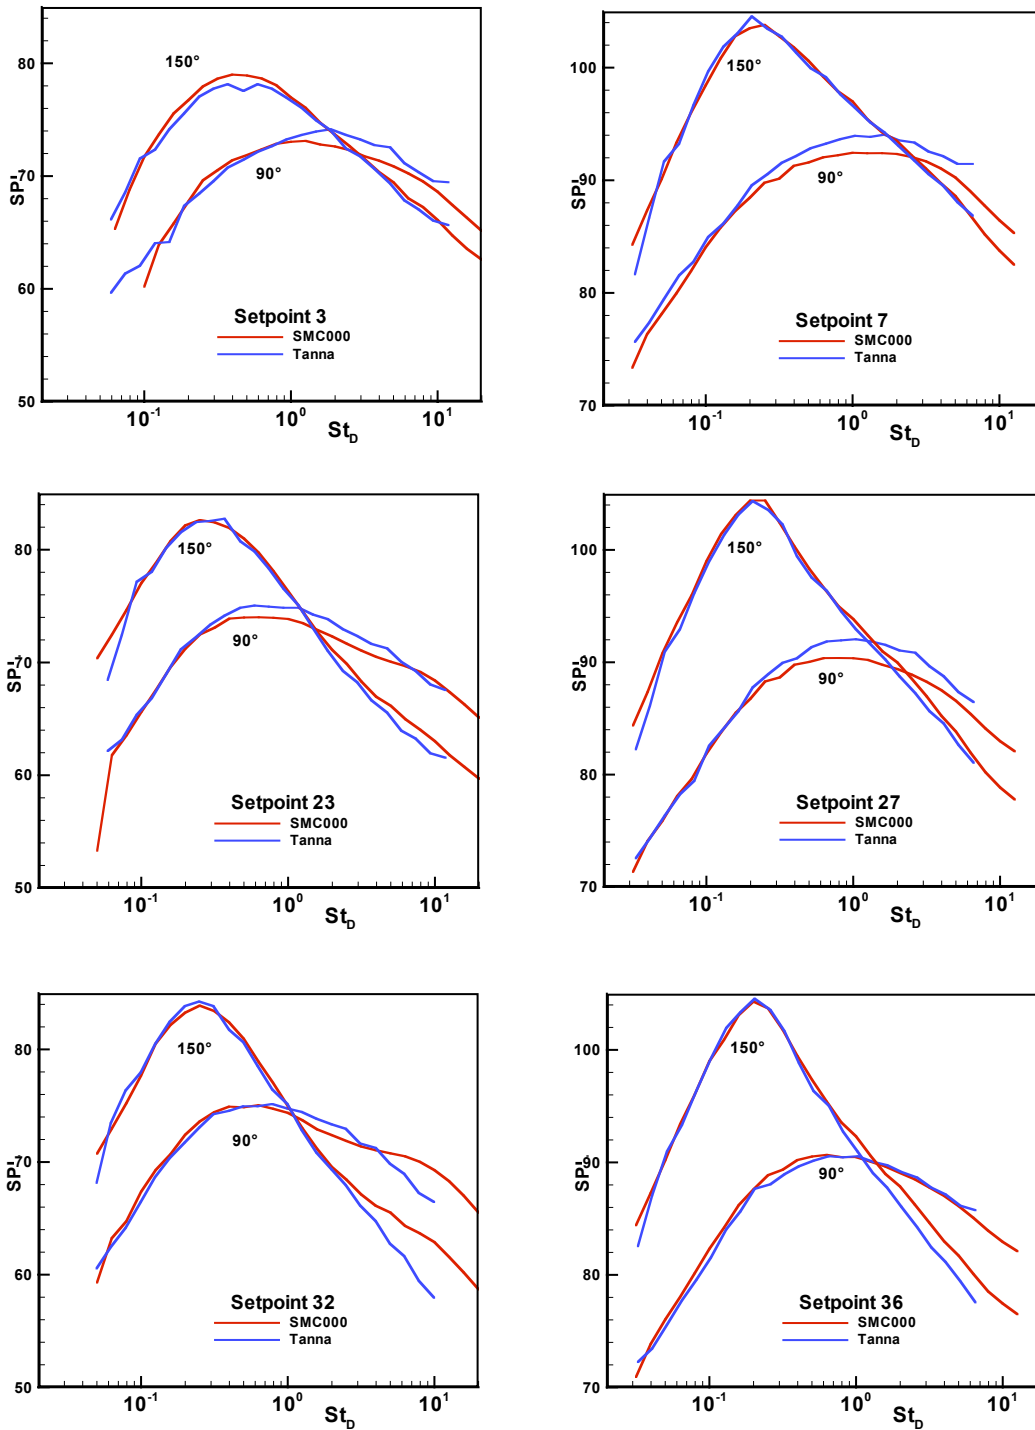 80
70
60
50
SPL
150°
90°
Setpoint 3
SMC000
Tanna
10-1
100
101
StD
100
90
80
70
SPL
150°
90°
Setpoint 7
SMC000
Tanna
10-1
100
101
StD
80
70
60
50
SPL
150°
90°
Setpoint 23
SMC000
Tanna
10-1
100
101
StD
100
90
80
70
SPL
150°
90°
Setpoint 27
SMC000
Tanna
10-1
100
101
StD
80
70
60
50
SPL
150°
90°
Setpoint 32
SMC000
Tanna
10-1
100
101
StD
100
90
80
70
SPL
150°
90°
Setpoint 36
SMC000
Tanna
10-1
100
101
StD